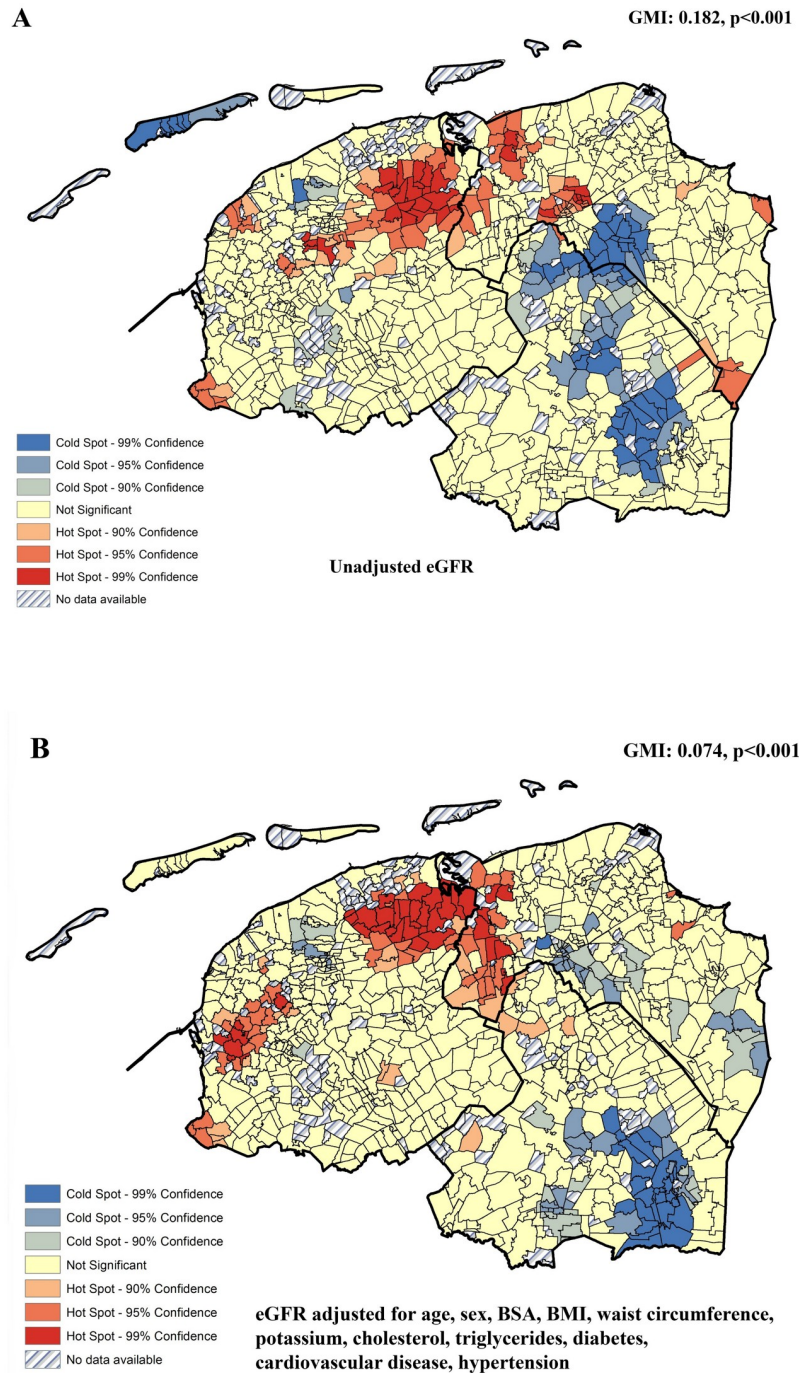 A
GMI: 0.182, p<0.001
Cold Spot - 99% Confidence
Cold Spot - 95% Confidence
Cold Spot - 90% Confidence
Not Significant
Hot Spot - 90% Confidence
Hot Spot - 95% Confidence
Hot Spot - 99% Confidence
No data available
Unadjusted eGFR
B
GMI: 0.074, p<0.001
Cold Spot - 99% Confidence
Cold Spot - 95% Confidence
Cold Spot - 90% Confidence
Not Significant
Hot Spot - 90% Confidence
Hot Spot - 95% Confidence
Hot Spot - 99% Confidence
No data available
eGFR adjusted for age, sex, BSA, BMI, waist circumference,
potassium, cholesterol, triglycerides, diabetes,
cardiovascular disease, hypertension